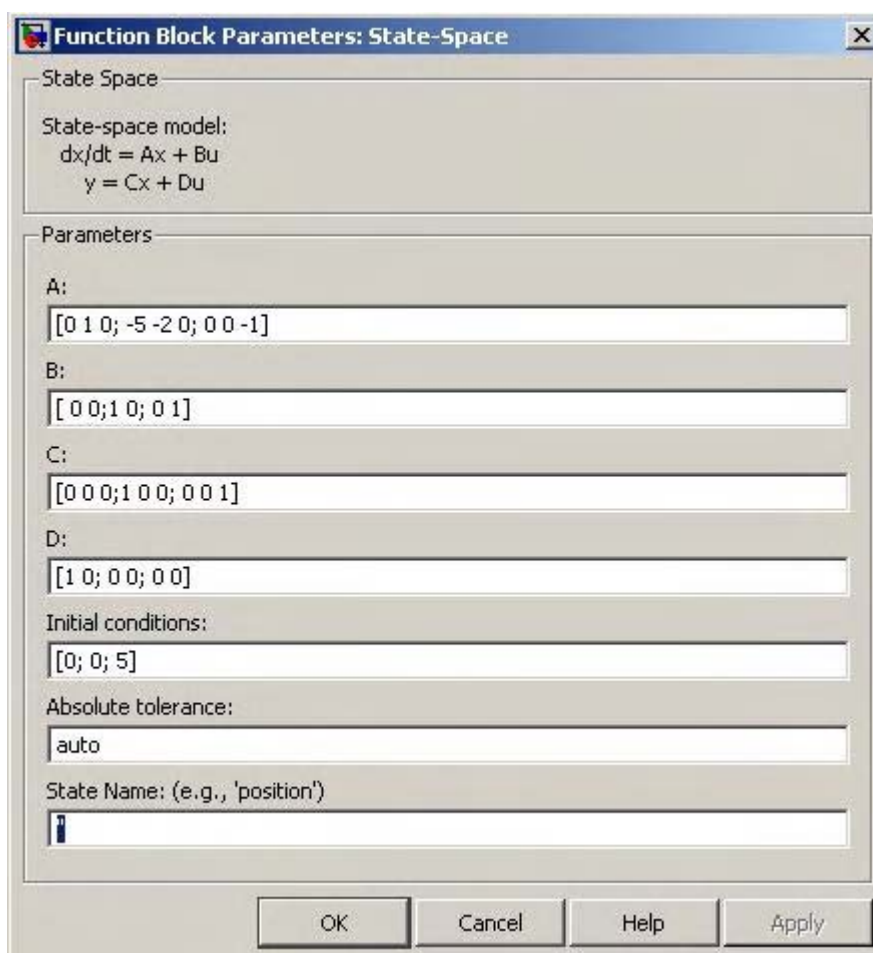 Function Block Parameters: State-Space
State Space
State-space model:
dx/dt = Ax + Bu
y = Cx + Du
Parameters
A:
[0 1 0; -5 -2 0; 0 0 -1]
B:
[ 0 0;1 0; 0 1]
C:
[0 0 0;1 0 0; 0 0 1]
D:
[1 0; 0 0; 0 0]
Initial conditions:
[0; 0; 5]
Absolute tolerance:
auto
State Name: (e.g., 'position')
OK Cancel Help Apply